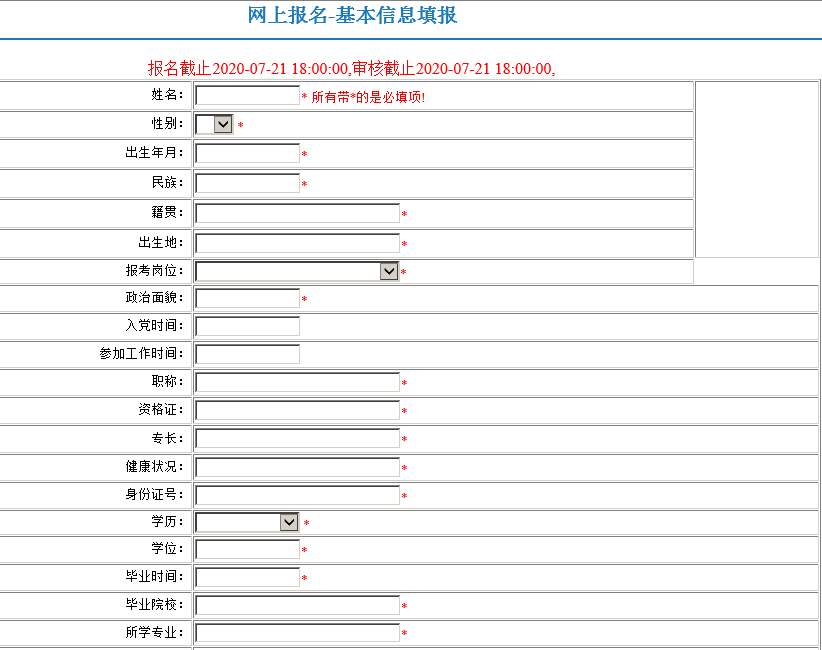 网上报名-基本信息填报
报名截止2020-07-21 18:00:00,审核截止2020-07-21 18:00:00,
姓名： * 所有带*的是必填项!
性别： *
出生年月： *
民族： *
籍贯： *
出生地： *
报考岗位： *
政治面貌： *
入党时间：
参加工作时间：
职称： *
资格证： *
专长： *
健康状况： *
身份证号： *
学历： *
学位： *
毕业时间： *
毕业院校： *
所学专业： *